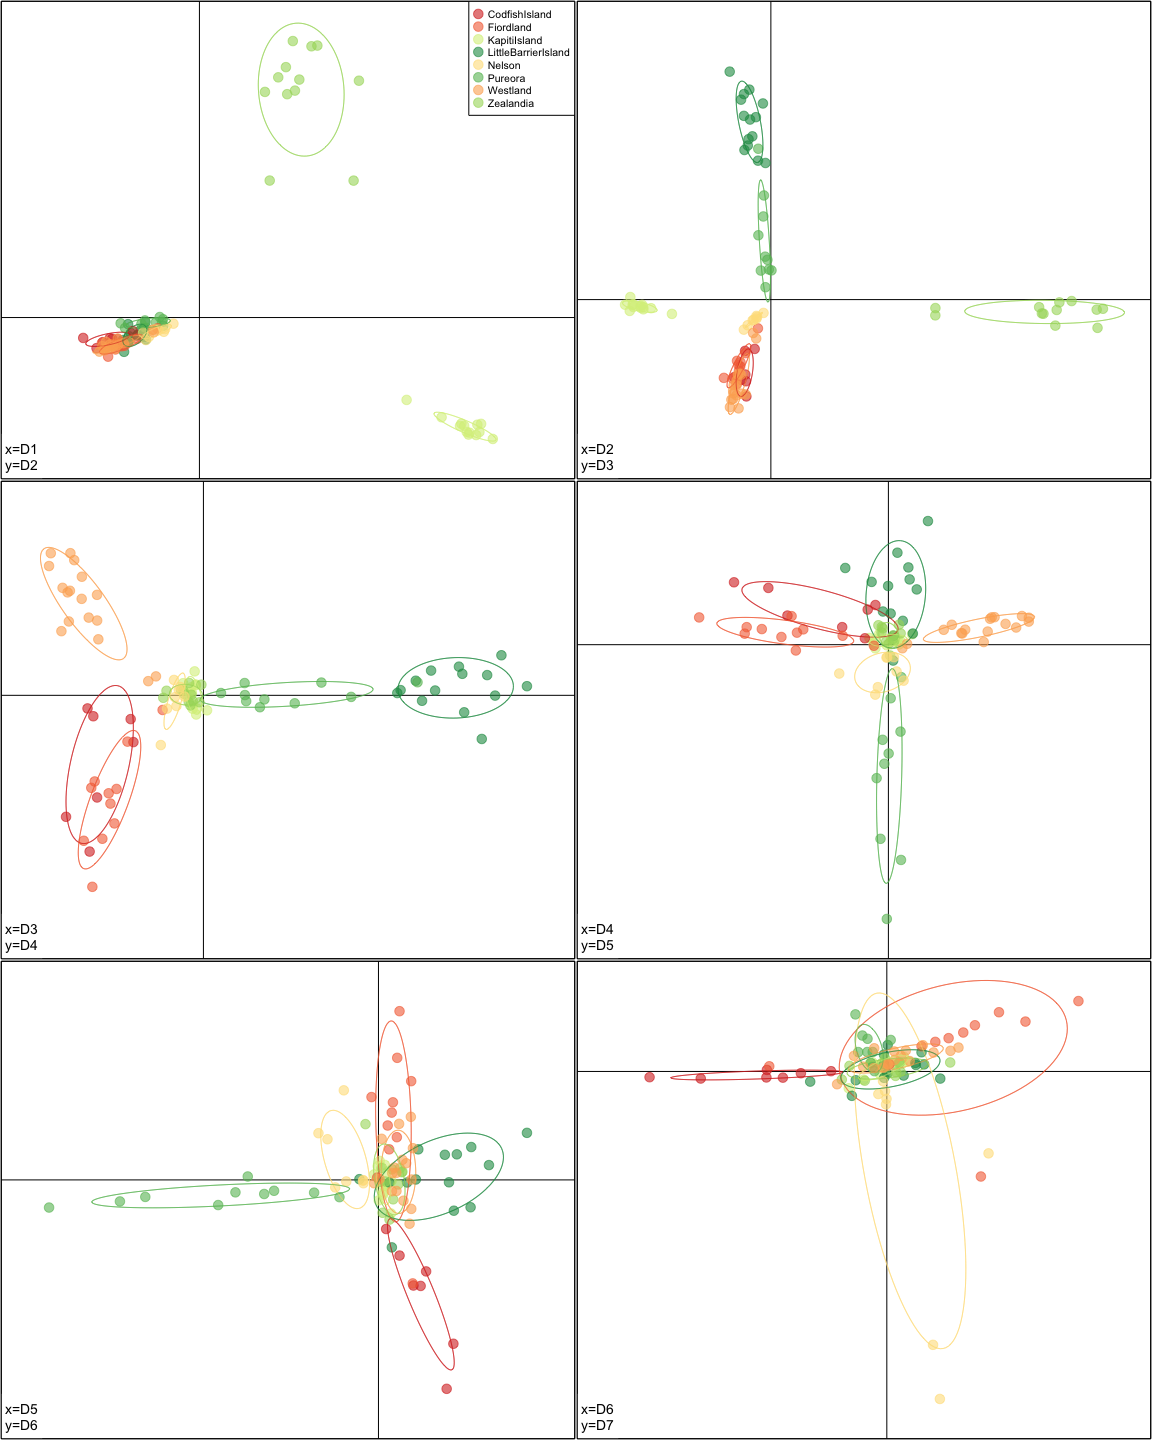 CodfishIsland
Fiordland
KapitiIsland
LittleBarrierIsland
Nelson
Pureora
Westland
Zealandia
x=D1
y=D2
x=D2
y=D3
x=D3
y=D4
x=D4
y=D5
x=D5
y=D6
x=D6
y=D7